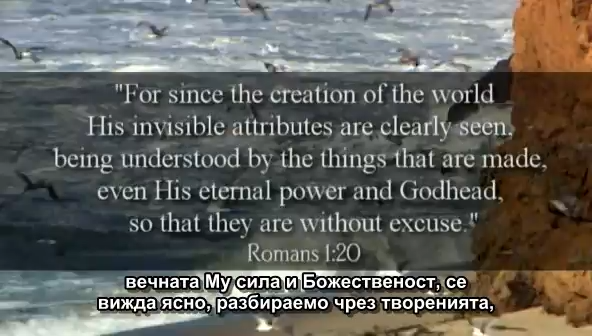 "For since the creation of the world
His invisible attributes are clearly seen,
being understood by the things that are made,
even His eternal power and Godhead,
so that they are without excuse."
Romans 1:20
вечната Му сила и Божественост, се
вижда ясно, разбираемо чрез творенията,